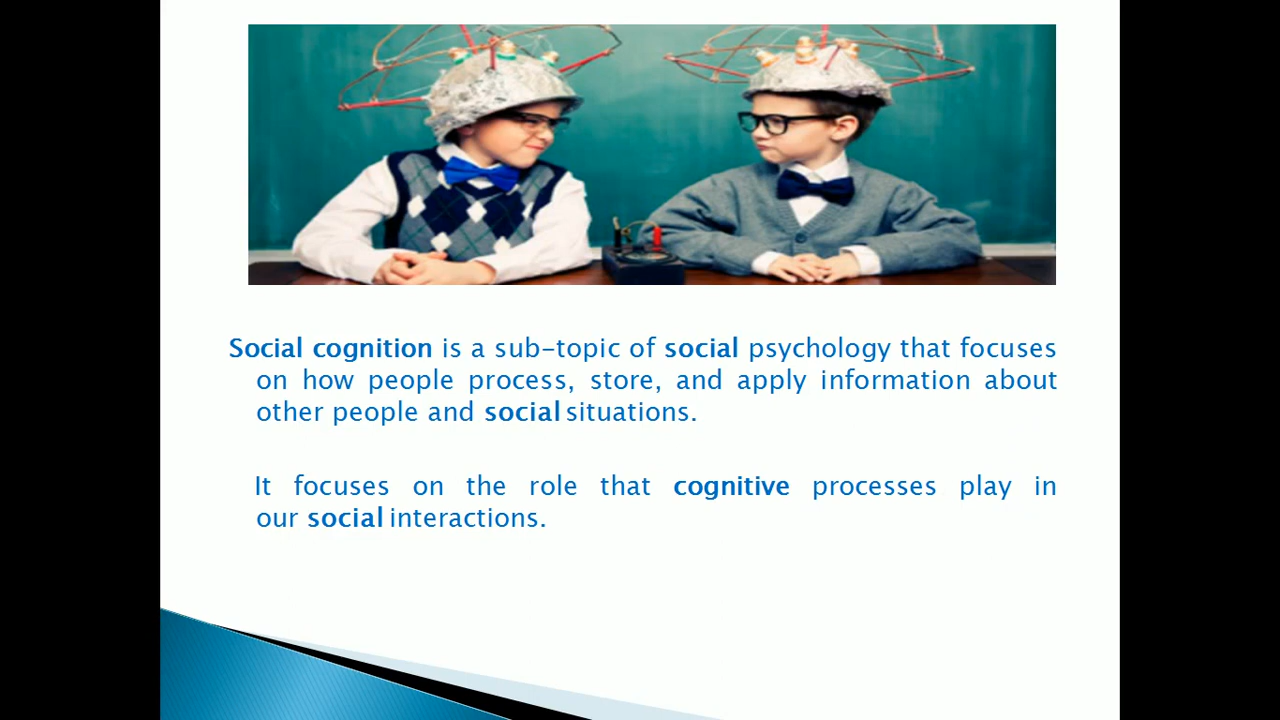 Social cognition is a sub-topic of social psychology that focuses
on how people process, store, and apply information about
other people and social situations.
It focuses on the role that cognitive processes play in
our social interactions.